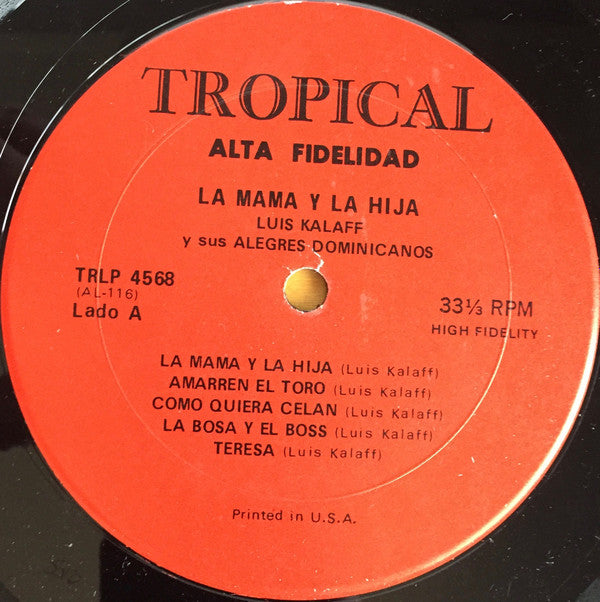 TROPICAL
ALTA FIDELIDAD
LA MAMA Y LA HIJA
LUIS KALAFF
y sus ALEGRES DOMINICANOS
TRLP 4568
(AL-116)
Lado A
33⅓ RPM
HIGH FIDELITY
LA MAMA Y LA HIJA (Luis Kalaff)
AMARREN EL TORO (Luis Kalaff)
COMO QUIERA CELAN (Luis Kalaff)
LA BOSA Y EL BOSS (Luis Kalaff)
TERESA (Luis Kalaff)
Printed in U.S.A.